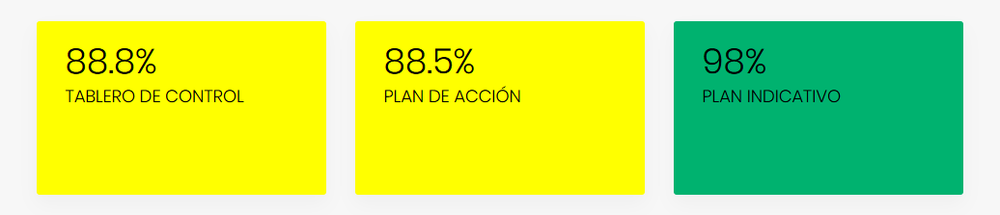 88.8%
TABLERO DE CONTROL
88.5%
PLAN DE ACCIÓN
98%
PLAN INDICATIVO